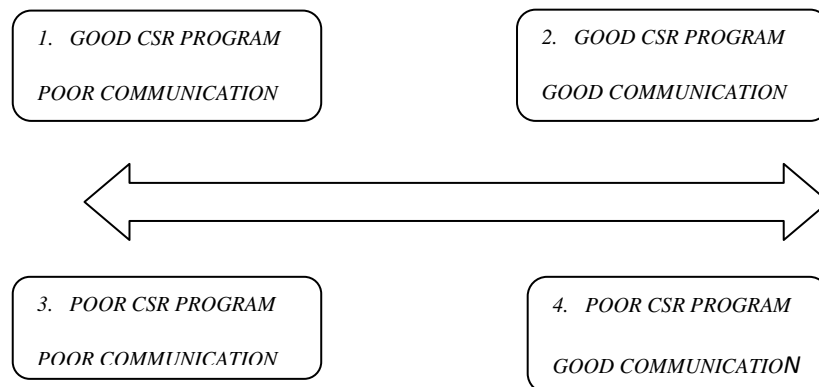 1. GOOD CSR PROGRAM
POOR COMMUNICATION
2. GOOD CSR PROGRAM
GOOD COMMUNICATION
3. POOR CSR PROGRAM
POOR COMMUNICATION
4. POOR CSR PROGRAM
GOOD COMMUNICATION